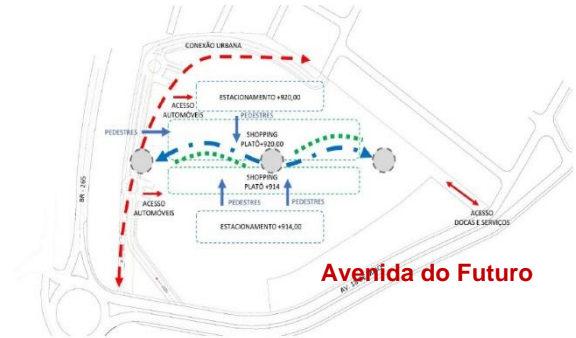 CONEXÃO URBANA
ESTACIONAMENTO +920,00
ACESSO
AUTOMÓVEIS
PEDESTRES
PEDESTRES
SHOPPING
PLATÔ+920,00
SHOPPING
PLATÔ +914
ACESSO
AUTOMÓVEIS
PEDESTRES
PEDESTRES
ESTACIONAMENTO +914,00
BR - 265
ACESSO
DOCAS E SERVIÇOS
Avenida do Futuro
AV.